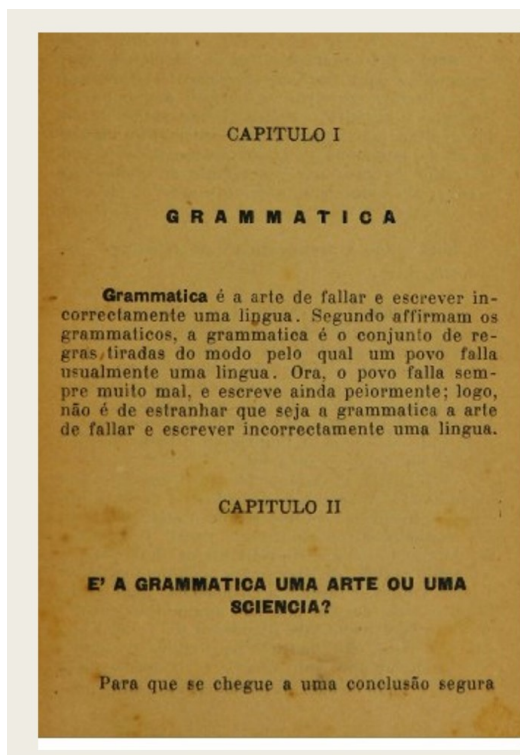 CAPITULO I
GRAMMATICA
Grammatica é a arte de fallar e escrever in-
correctamente uma lingua. Segundo affirmam os
grammaticos, a grammatica é o conjunto de re-
gras tiradas do modo pelo qual um povo falla
usualmente uma lingua. Ora, o povo falla sem-
pre muito mal, e escreve ainda peiormente; logo,
não é de estranhar que seja a grammatica a arte
de fallar e escrever incorrectamente uma lingua.
CAPITULO II
E' A GRAMMATICA UMA ARTE OU UMA
SCIENCIA?
Para que se chegue a uma conclusão segura